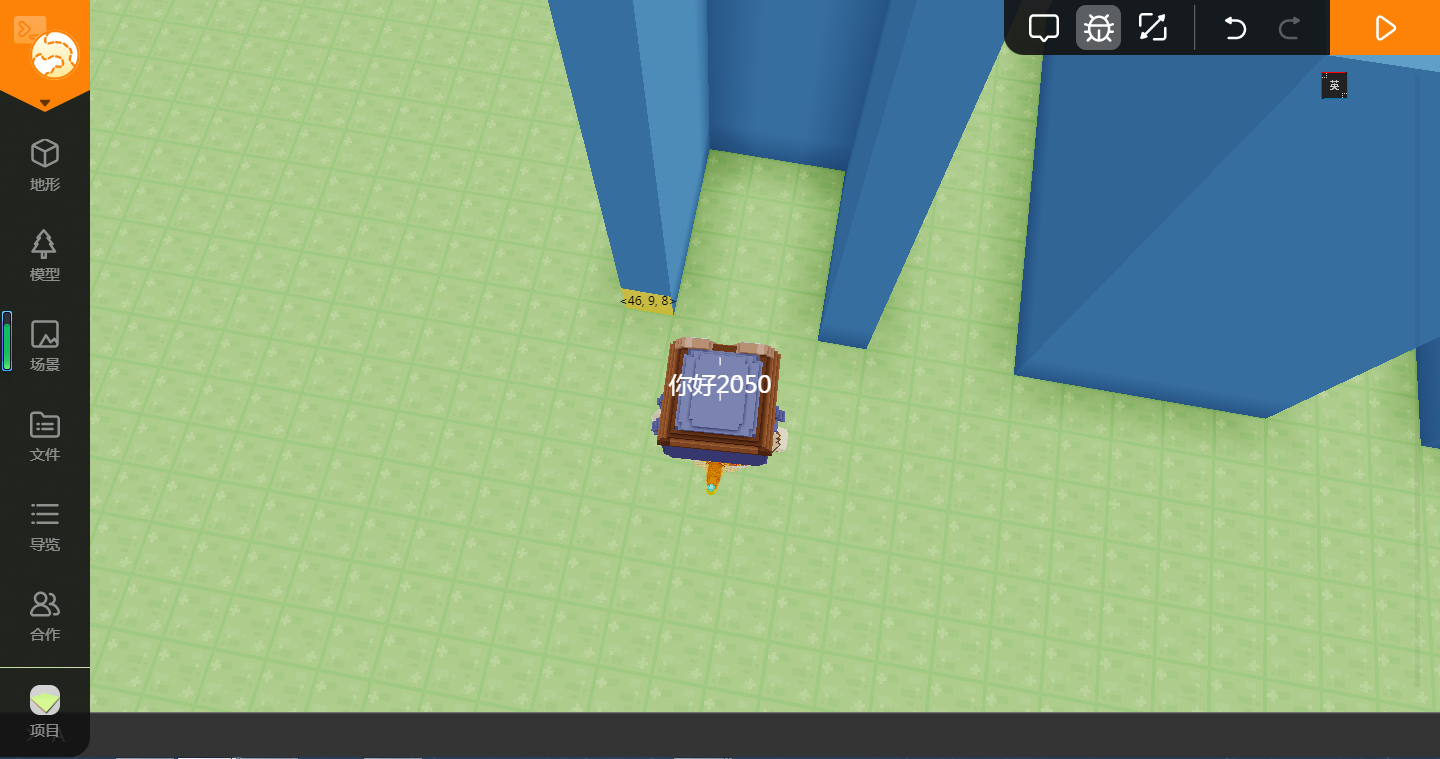 英
地形
模型
场景
<46, 9, 8>
你好2050
文件
导览
合作
项目